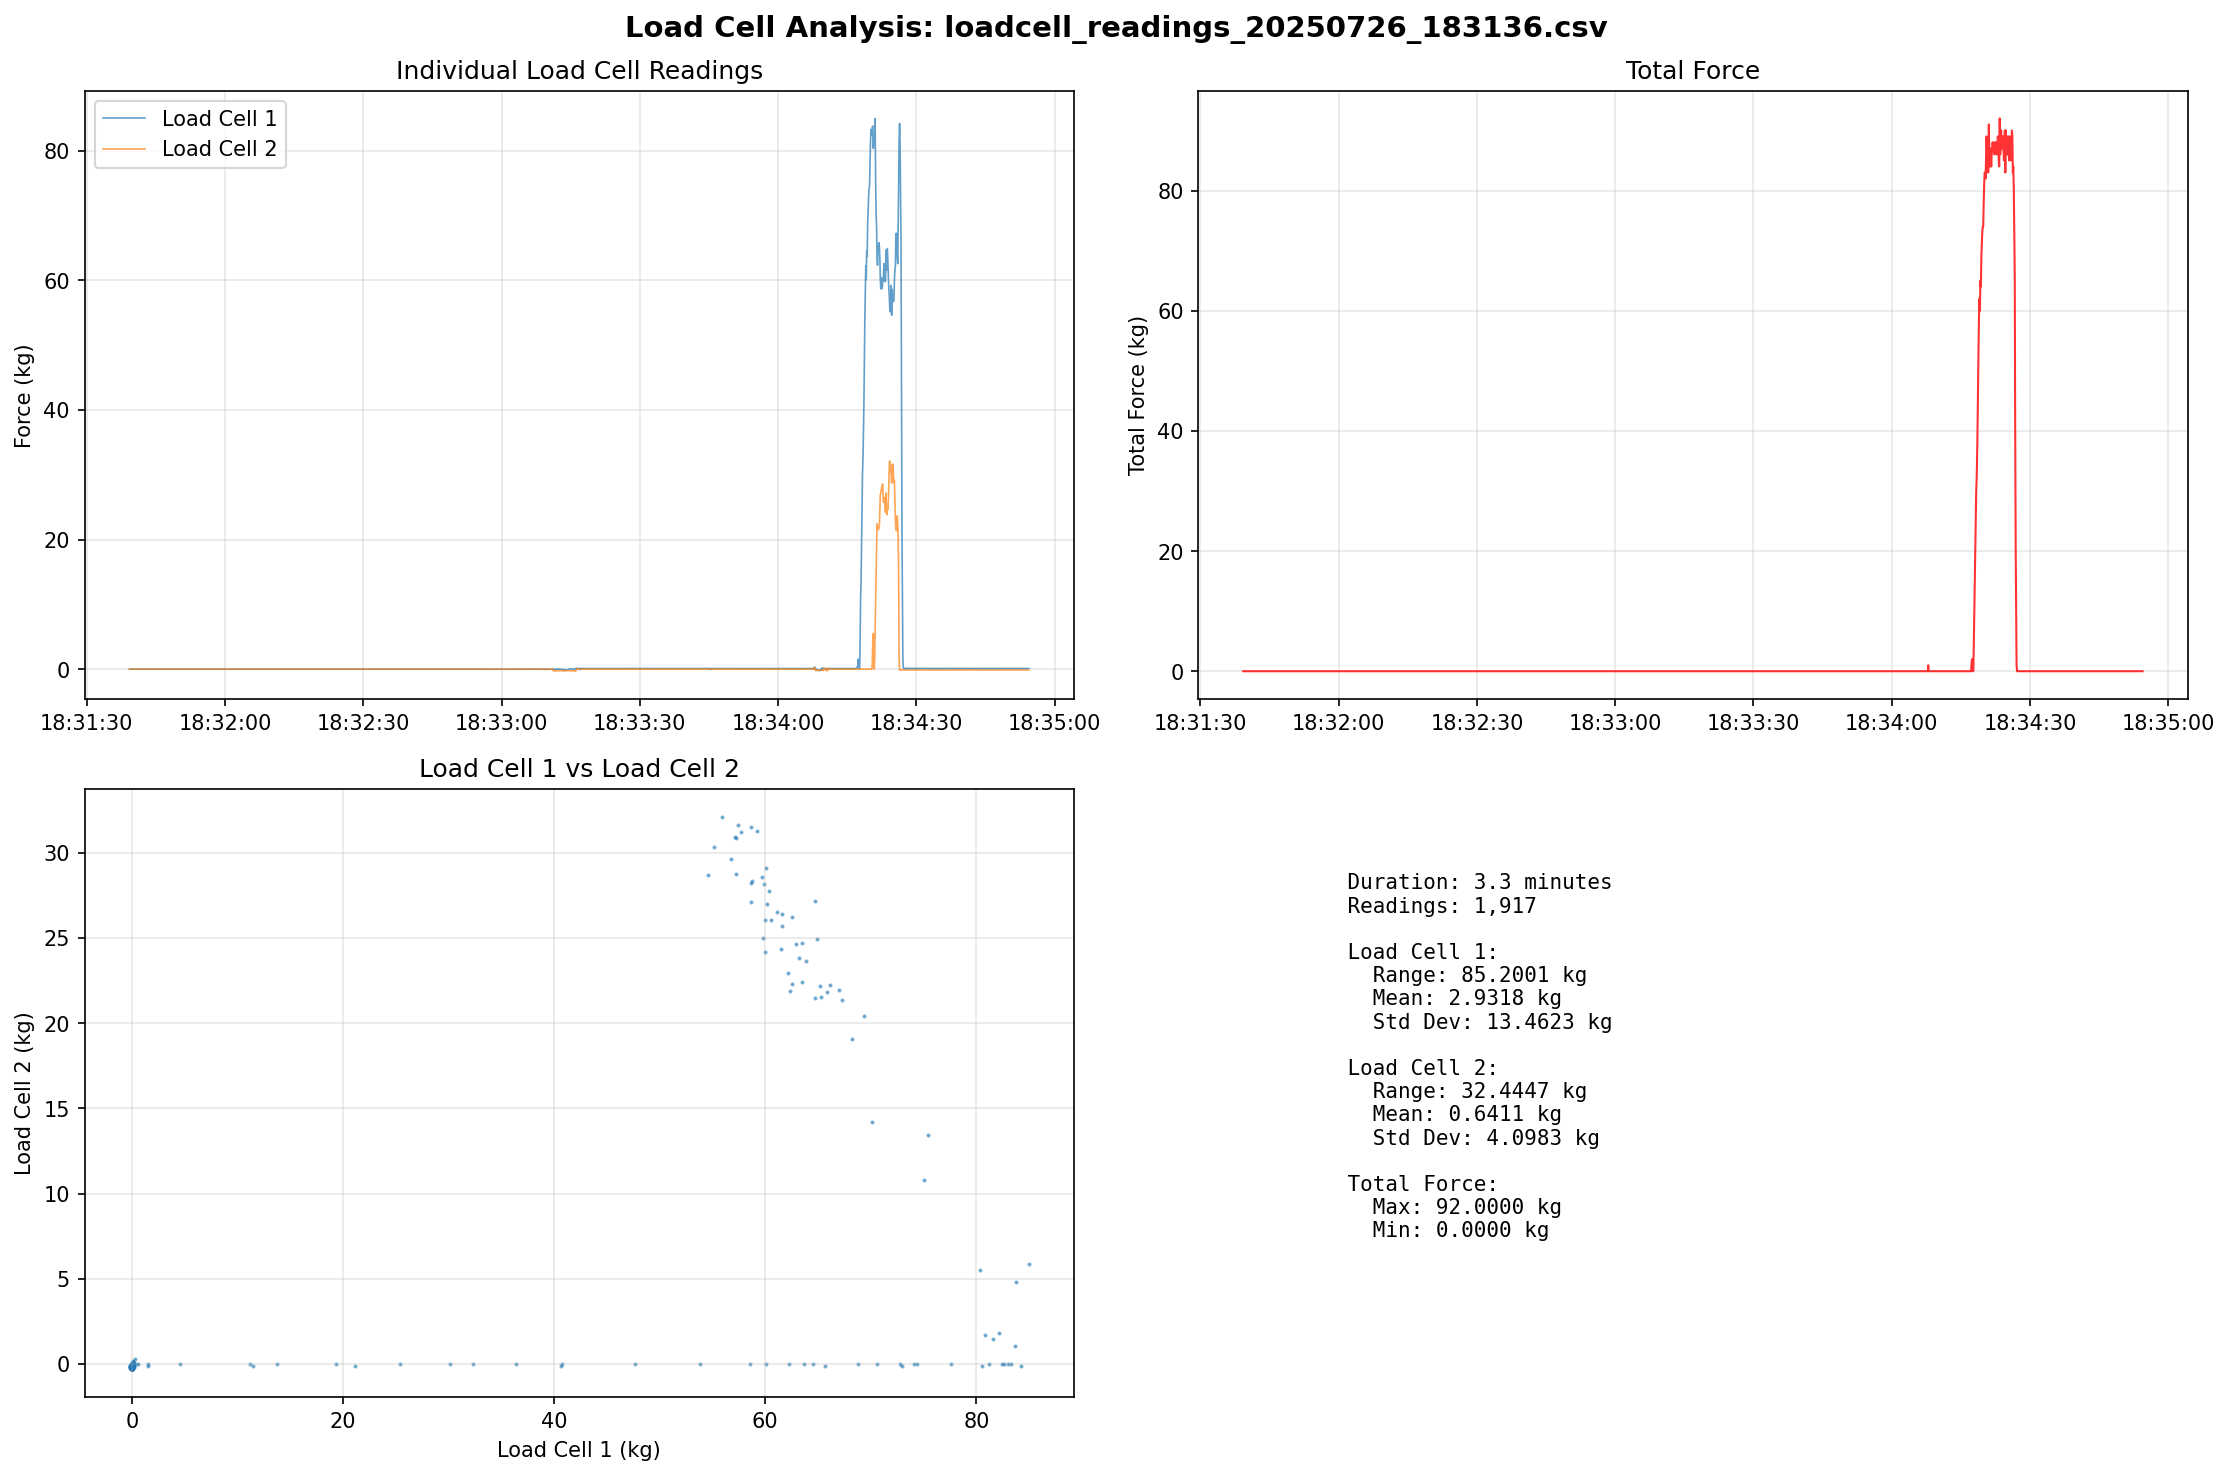 Load Cell Analysis: loadcell_readings_20250726_183136.csv
Individual Load Cell Readings
Load Cell 1
Load Cell 2
Force (kg)
80
60
40
20
0
18:31:30 18:32:00 18:32:30 18:33:00 18:33:30 18:34:00 18:34:30 18:35:00
Total Force
Total Force (kg)
80
60
40
20
0
18:31:30 18:32:00 18:32:30 18:33:00 18:33:30 18:34:00 18:34:30 18:35:00
Load Cell 1 vs Load Cell 2
Load Cell 2 (kg)
30
25
20
15
10
5
0
0 20 40 60 80
Load Cell 1 (kg)
Duration: 3.3 minutes
Readings: 1,917
Load Cell 1:
Range: 85.2001 kg
Mean: 2.9318 kg
Std Dev: 13.4623 kg
Load Cell 2:
Range: 32.4447 kg
Mean: 0.6411 kg
Std Dev: 4.0983 kg
Total Force:
Max: 92.0000 kg
Min: 0.0000 kg